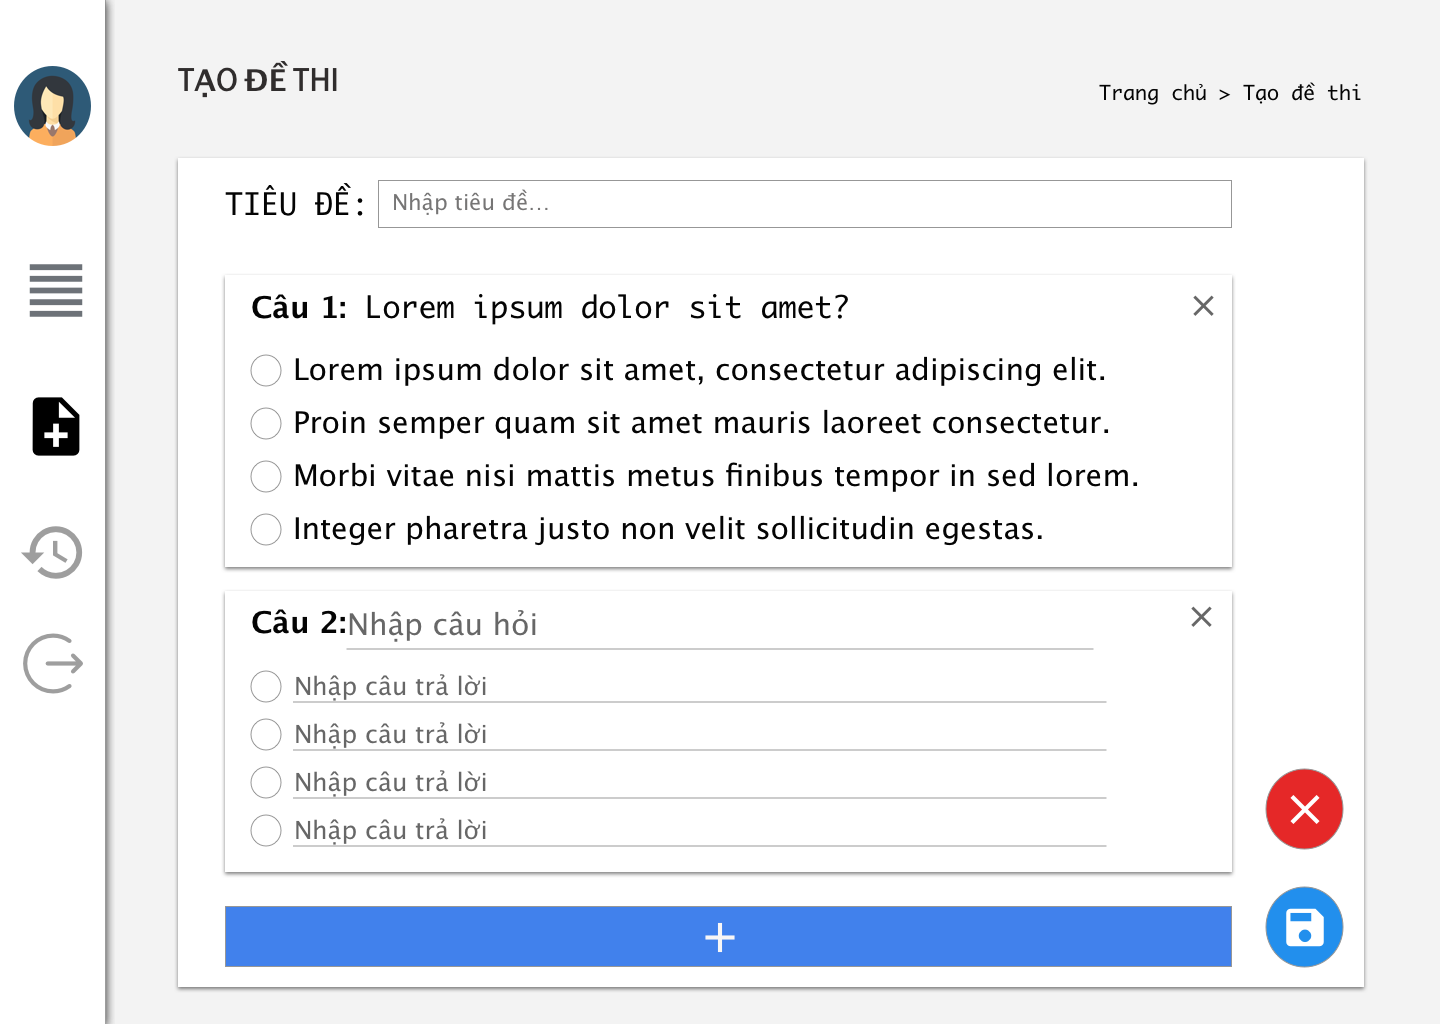 TẠO ĐỀ THI
Trang chủ > Tạo đề thi
TIÊU ĐỀ: Nhập tiêu đề...
Câu 1: Lorem ipsum dolor sit amet?
Lorem ipsum dolor sit amet, consectetur adipiscing elit.
Proin semper quam sit amet mauris laoreet consectetur.
Morbi vitae nisi mattis metus finibus tempor in sed lorem.
Integer pharetra justo non velit sollicitudin egestas.
Câu 2: Nhập câu hỏi
Nhập câu trả lời
Nhập câu trả lời
Nhập câu trả lời
Nhập câu trả lời